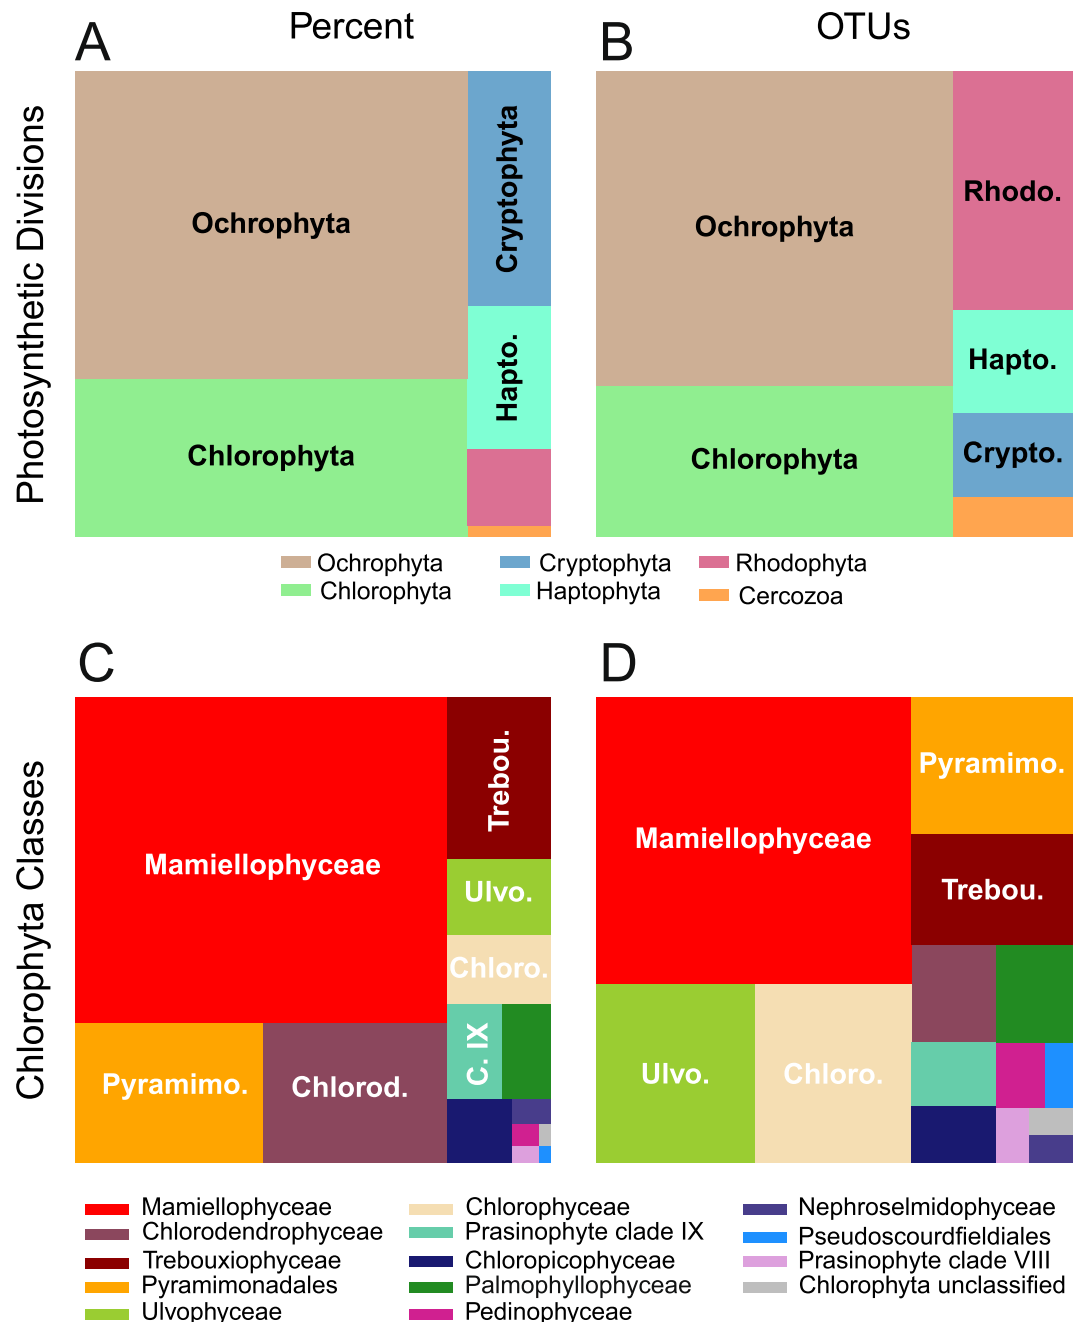 Percent
OTUs
A
B
Photosynthetic Divisions
Ochrophyta
Cryptophyta
Hapto.
Chlorophyta
Ochrophyta
Rhodo.
Hapto.
Crypto.
Chlorophyta
Ochrophyta
Cryptophyta
Rhodophyta
Chlorophyta
Haptophyta
Cercozoa
C
D
Chlorophyta Classes
Mamiellophyceae
Trebou.
Ulvo.
Chloro.
C. IX
Pyramimo.
Chlorod.
Mamiellophyceae
Pyramimo.
Trebou.
Ulvo.
Chloro.
Mamiellophyceae
Chlorodendrophyceae
Trebouxiophyceae
Pyramimonadales
Ulvophyceae
Chlorophyceae
Prasinophyte clade IX
Chloropicophyceae
Palmophyllophyceae
Pedinophyceae
Nephroselmidophyceae
Pseudoscourdfieldiales
Prasinophyte clade VIII
Chlorophyta unclassified